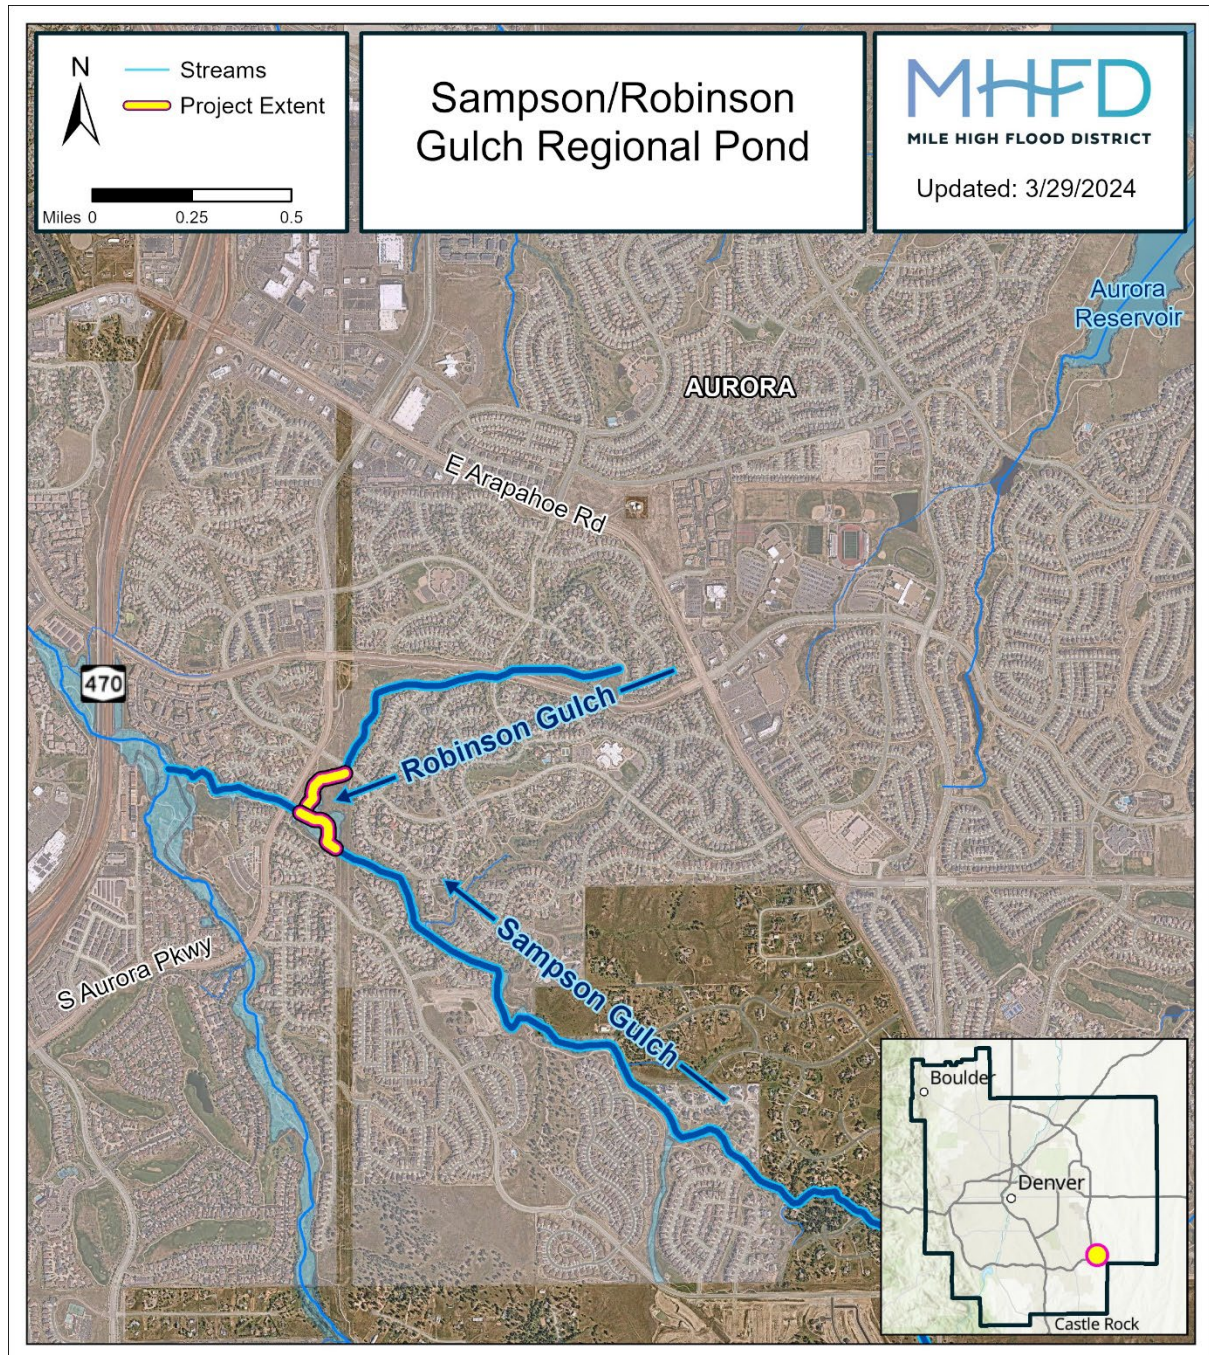 N
Streams
Project Extent
Miles 0 0.25 0.5
Sampson/Robinson
Gulch Regional Pond
MHFD
MILE HIGH FLOOD DISTRICT
Updated: 3/29/2024
Aurora
Reservoir
AURORA
E Arapahoe Rd
470
Robinson Gulch
Sampson Gulch
S Aurora Pkwy
Boulder
Denver
Castle Rock